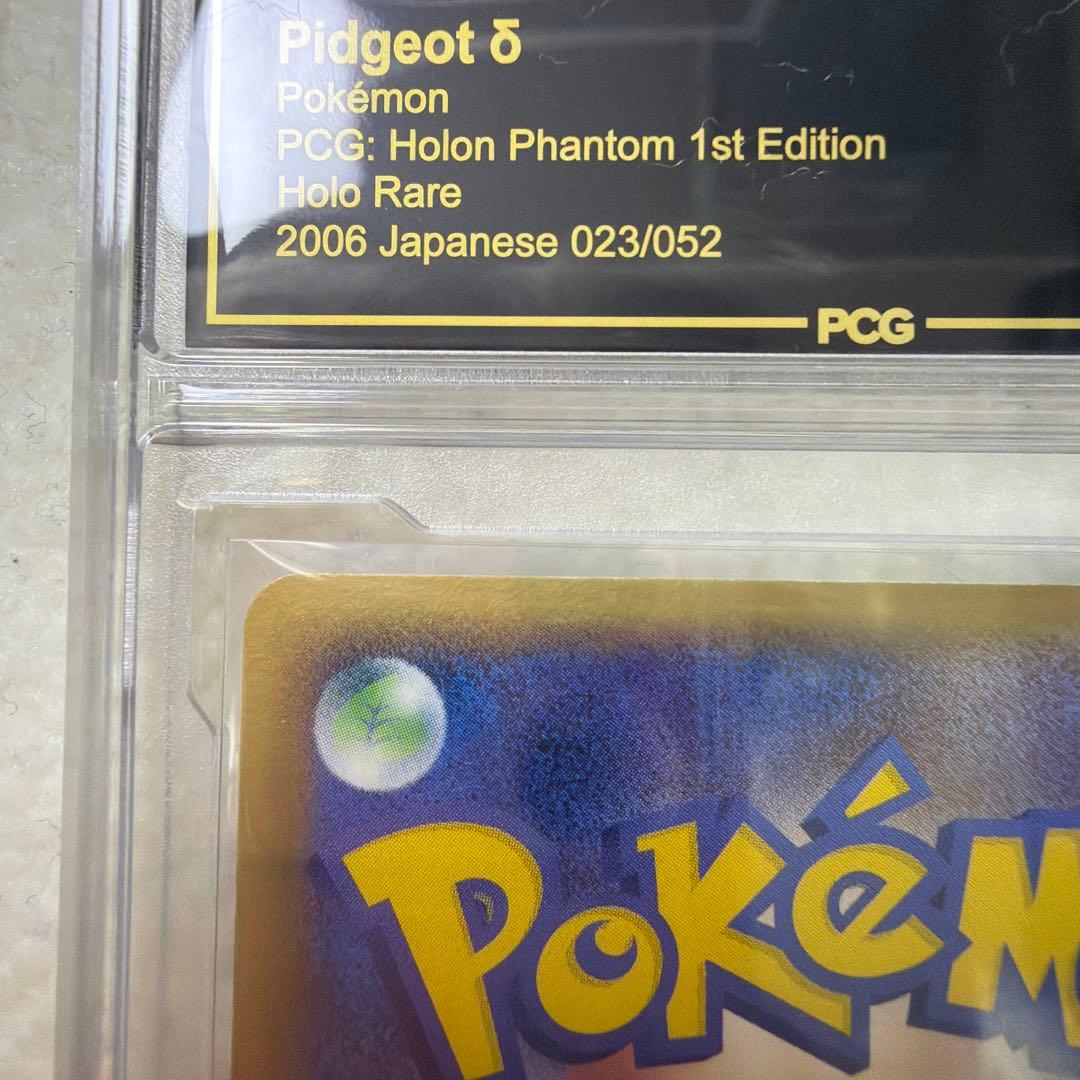 Pidgeot δ
Pokémon
PCG: Holon Phantom 1st Edition
Holo Rare
2006 Japanese 023/052
PCG
Pokém